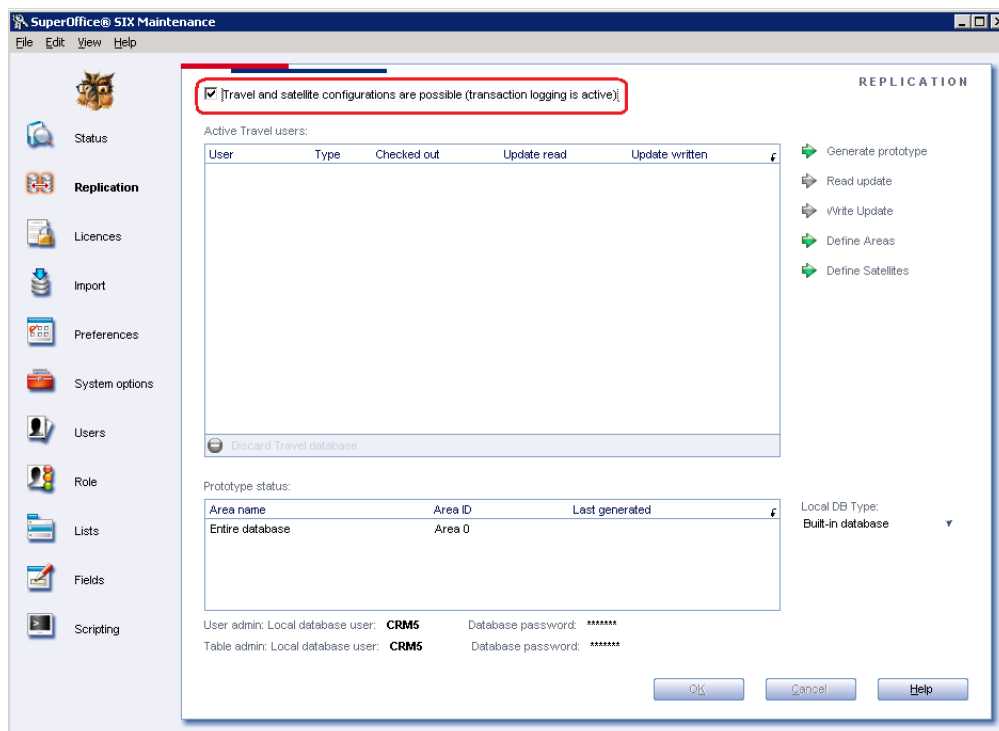 SuperOffice® SIX Maintenance
File Edit View Help
REPLICATION
Travel and satellite configurations are possible (transaction logging is active)
Status
Replication
Licences
Import
Preferences
System options
Users
Role
Lists
Fields
Scripting
Active Travel users:
User Type Checked out Update read Update written
Discard Travel database
Generate prototype
Read update
Write Update
Define Areas
Define Satellites
Prototype status:
Area name Area ID Last generated
Entire database Area 0
Local DB Type:
Built-in database
User admin: Local database user: CRM5 Database password: *******
Table admin: Local database user: CRM5 Database password: *******
OK Cancel Help